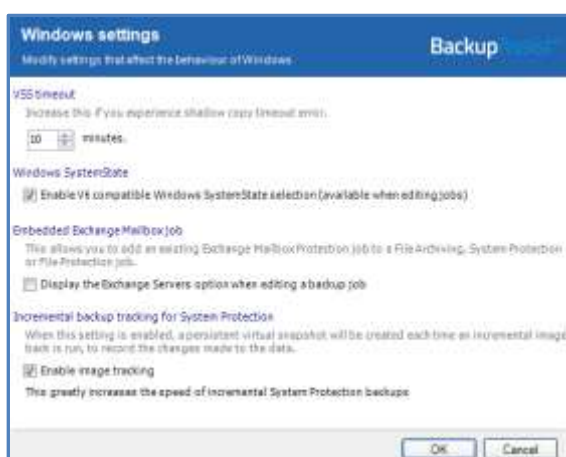 Windows settings
Modify settings that affect the behaviour of Windows
Backup
VSS timeout
Increase this if you experience shallow copy timeout error.
10 minutes.
Windows SystemState
Enable V6 compatible Windows SystemState selection (available when editing jobs)
Embedded Exchange Mailbox job
This allows you to add an existing Exchange Mailbox Protection job to a File Archiving, System Protection
or File Protection job.
Display the Exchange Servers option when editing a backup job
Incremental backup tracking for System Protection
When this setting is enabled, a persistent virtual snapshot will be created each time an incremental image
back is run, to record the changes made to the data.
Enable image tracking
This greatly increases the speed of incremental System Protection backups
OK Cancel